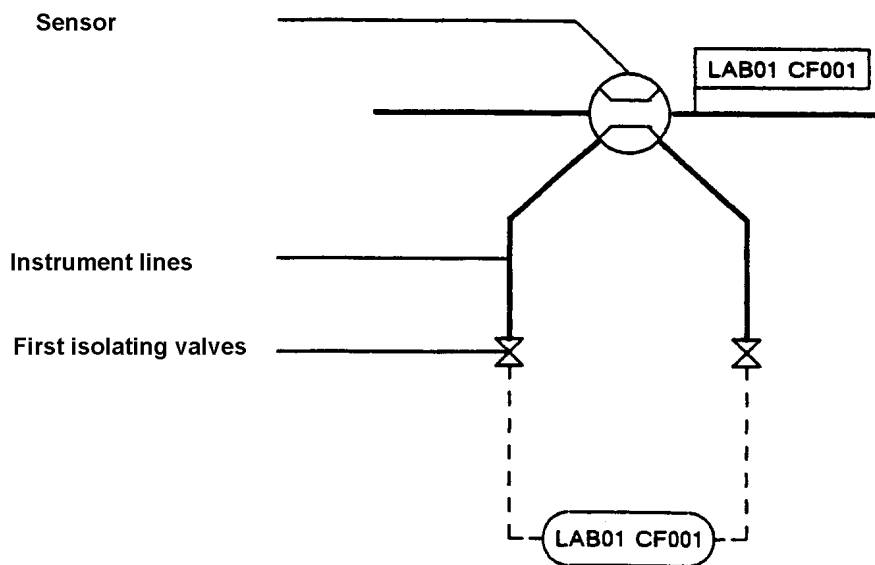 Sensor
LAB01 CF001
Instrument lines
First isolating valves
LAB01 CF001